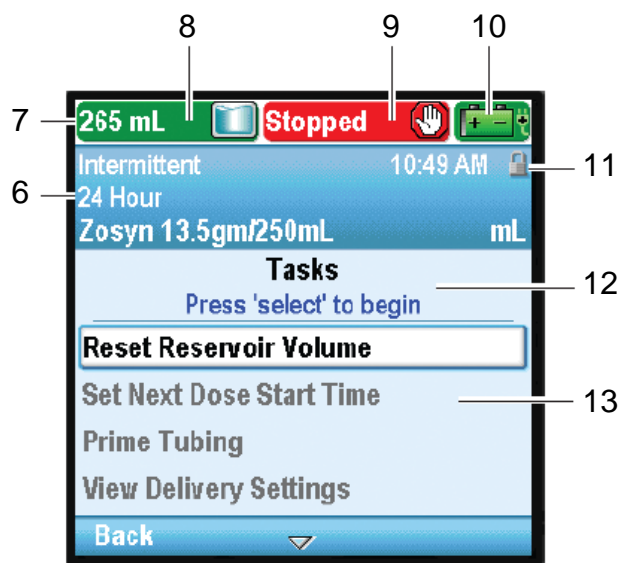 8 9 10
7 265 mL Stopped + -
Intermittent 10:49 AM 11
6 24 Hour
Zosyn 13.5gm/250mL mL
Tasks 12
Press 'select' to begin
Reset Reservoir Volume
Set Next Dose Start Time 13
Prime Tubing
View Delivery Settings
Back